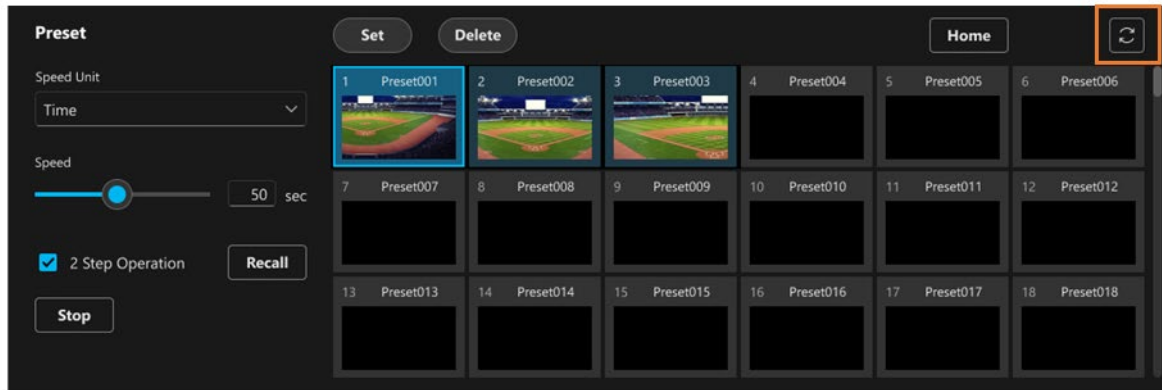 Preset
Set
Delete
Home
Speed Unit
Time
Speed
50 sec
2 Step Operation
Recall
Stop
1 Preset001
2 Preset002
3 Preset003
4 Preset004
5 Preset005
6 Preset006
7 Preset007
8 Preset008
9 Preset009
10 Preset010
11 Preset011
12 Preset012
13 Preset013
14 Preset014
15 Preset015
16 Preset016
17 Preset017
18 Preset018